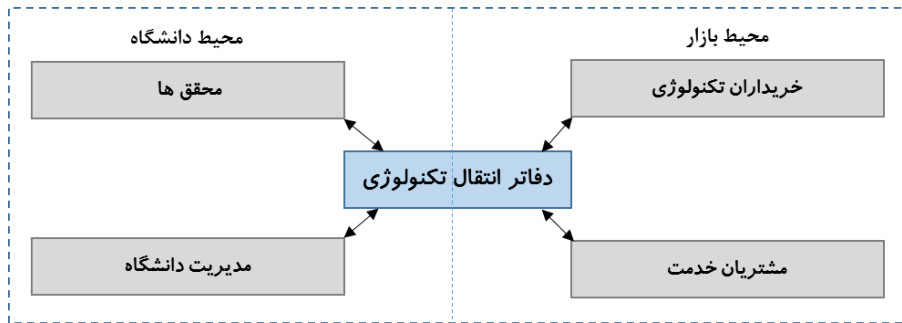 محیط بازار
محیط دانشگاه
خریداران تکنولوژی
محقق ها
دفاتر انتقال تکنولوژی
مشتریان خدمت
مدیریت دانشگاه